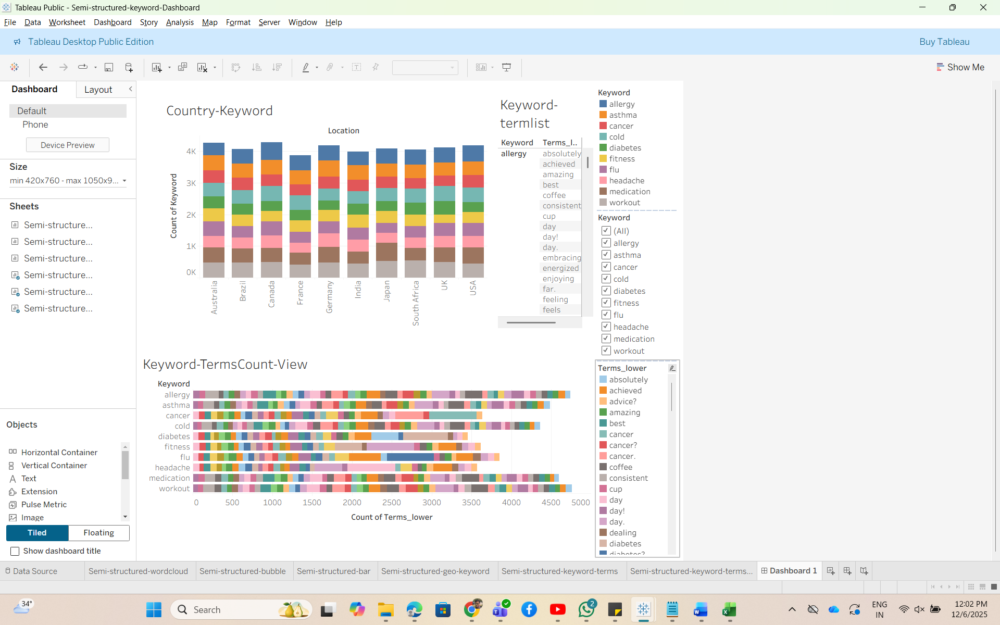 Tableau Public - Semi-structured-keyword-Dashboard
File Data Worksheet Dashboard Story Analysis Map Format Server Window Help
Tableau Desktop Public Edition
Buy Tableau
Show Me
Dashboard
Layout
Default
Phone
Device Preview
Size
min 420x760 - max 1050x9...
Sheets
Semi-structure...
Semi-structure...
Semi-structure...
Semi-structure...
Semi-structure...
Semi-structure...
Objects
Horizontal Container
Vertical Container
Text
Extension
Pulse Metric
Image
Tiled
Floating
Show dashboard title
Country-Keyword
Location
Count of Keyword
4K
3K
2K
1K
0K
Australia
Brazil
Canada
France
Germany
India
Japan
South Africa
UK
USA
Keyword-
termlist
Keyword
Terms_l..
allergy
absolutely
achieved
amazing
best
coffee
consistent
cup
day
day!
day.
embracing
energized
enjoying
far.
feeling
feels
Keyword
allergy
asthma
cancer
cold
diabetes
fitness
flu
headache
medication
workout
Keyword
(All)
allergy
asthma
cancer
cold
diabetes
fitness
flu
headache
medication
workout
Keyword-TermsCount-View
Keyword
allergy
asthma
cancer
cold
diabetes
fitness
flu
headache
medication
workout
0 500 1000 1500 2000 2500 3000 3500 4000 4500 5000
Count of Terms_lower
Terms_lower
absolutely
achieved
advice?
amazing
best
cancer
cancer?
cancer.
coffee
consistent
cup
day
day!
day.
dealing
diabetes
diabetes?
Data Source
Semi-structured-wordcloud
Semi-structured-bubble
Semi-structured-bar
Semi-structured-geo-keyword
Semi-structured-keyword-terms
Semi-structured-keyword-terms...
Dashboard 1
34°
Search
2
ENG
IN
12:02 PM
12/6/2025